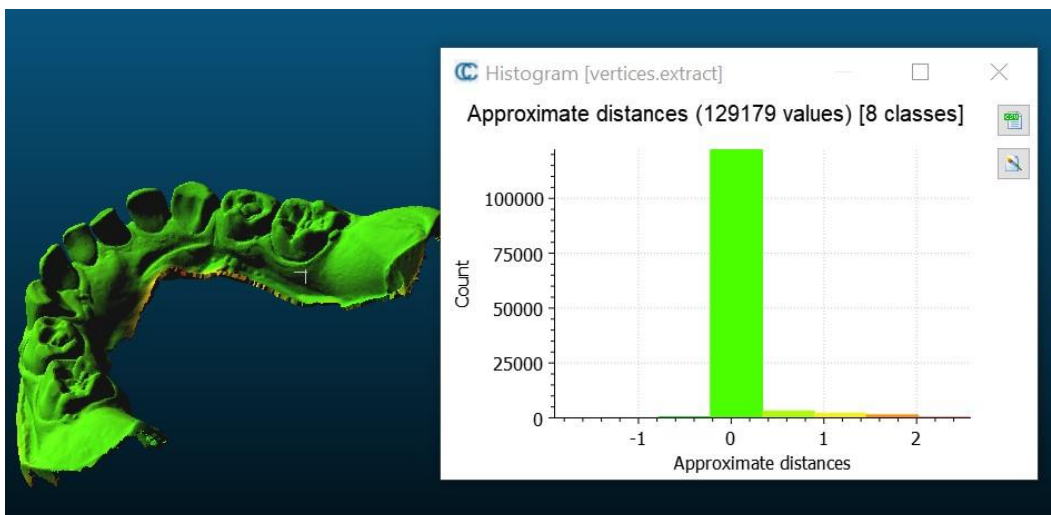 Histogram [vertices.extract]
Approximate distances (129179 values) [8 classes]
CSV
100000
75000
50000
25000
0
Count
-1 0 1 2
Approximate distances